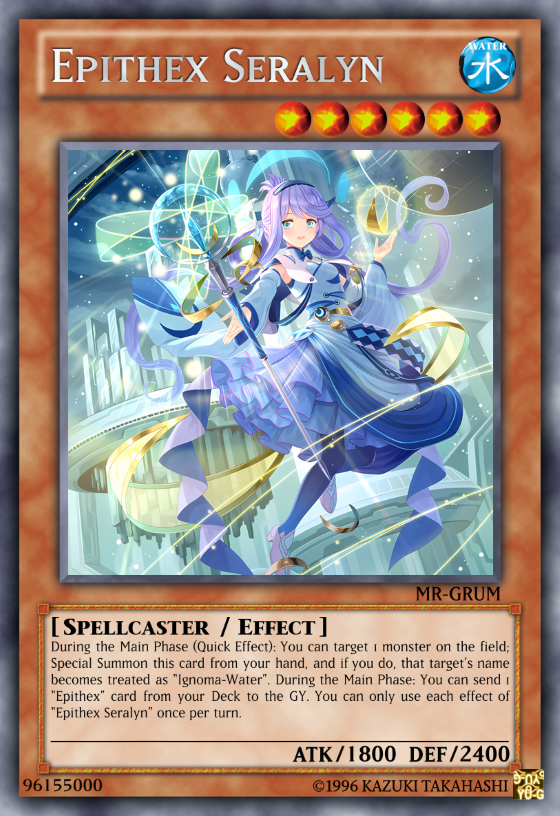 Epithex Seralyn
WATER
水
MR-GRUM
[ Spellcaster / Effect ]
During the Main Phase (Quick Effect): You can target 1 monster on the field;
Special Summon this card from your hand, and if you do, that target's name
becomes treated as "Ignoma-Water". During the Main Phase: You can send 1
"Epithex" card from your Deck to the GY. You can only use each effect of
"Epithex Seralyn" once per turn.
ATK/1800 DEF/2400
96155000 ©1996 KAZUKI TAKAHASHI